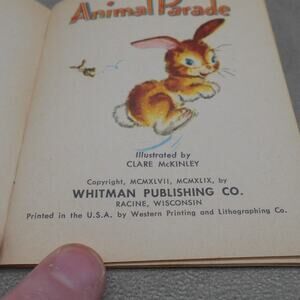 Animal Parade
Illustrated by
CLARE McKINLEY
Copyright, MCMXLVII, MCMXLIX, by
WHITMAN PUBLISHING CO.
RACINE, WISCONSIN
Printed in the U.S.A. by Western Printing and Lithographing Co.